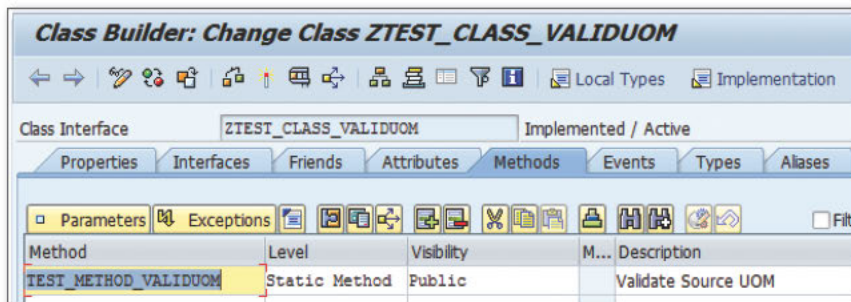 Class Builder: Change Class ZTEST_CLASS_VALIDUOM
Local Types Implementation
Class Interface ZTEST_CLASS_VALIDUOM Implemented / Active
Properties Interfaces Friends Attributes Methods Events Types Aliases
Parameters Exceptions Filt
Method Level Visibility M... Description
TEST_METHOD_VALIDUOM Static Method Public Validate Source UOM